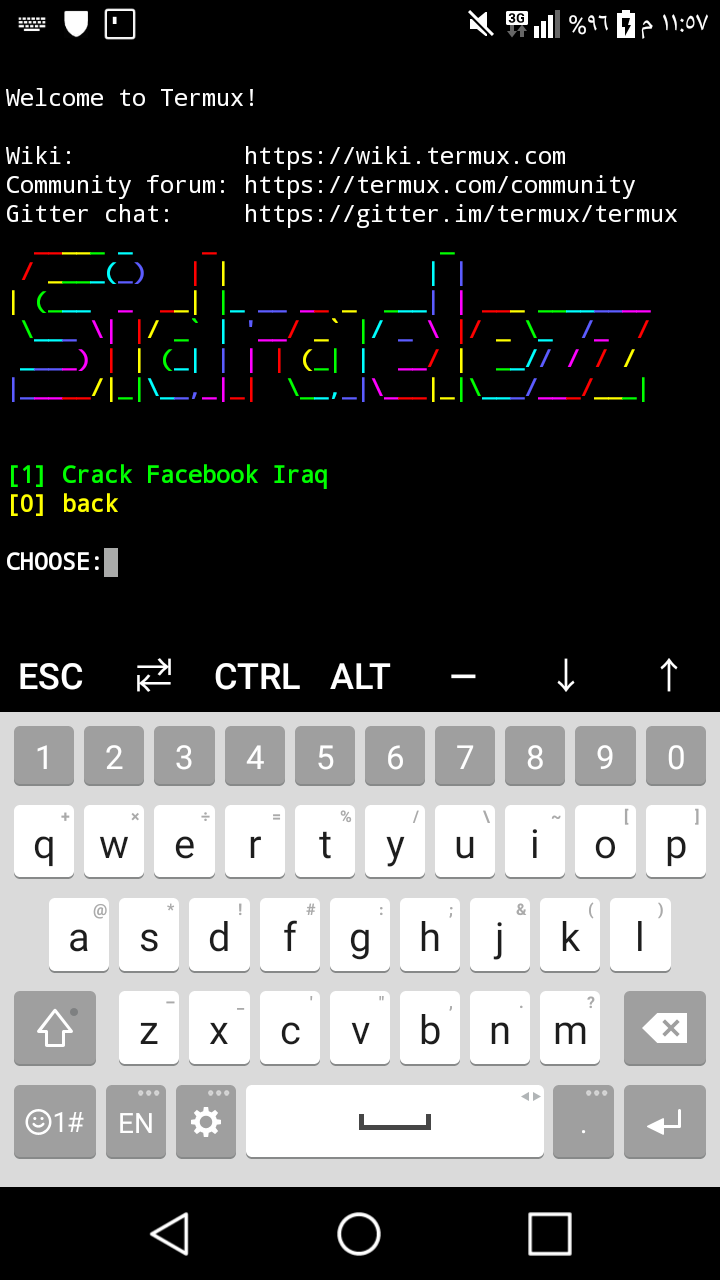 %٩٦ م ١١:٥٧
3G
Welcome to Termux!
Wiki: https://wiki.termux.com
Community forum: https://termux.com/community
Gitter chat: https://gitter.im/termux/termux
[1] Crack Facebook Iraq
[0] back
CHOOSE:
ESC CTRL ALT — ↓ ↑
1 2 3 4 5 6 7 8 9 0
+ × ÷ = % / \ ~ [ ]
q w e r t y u i o p
@ * ! # : ; & ( )
a s d f g h j k l
– _ ' " , . ?
z x c v b n m
1# EN .